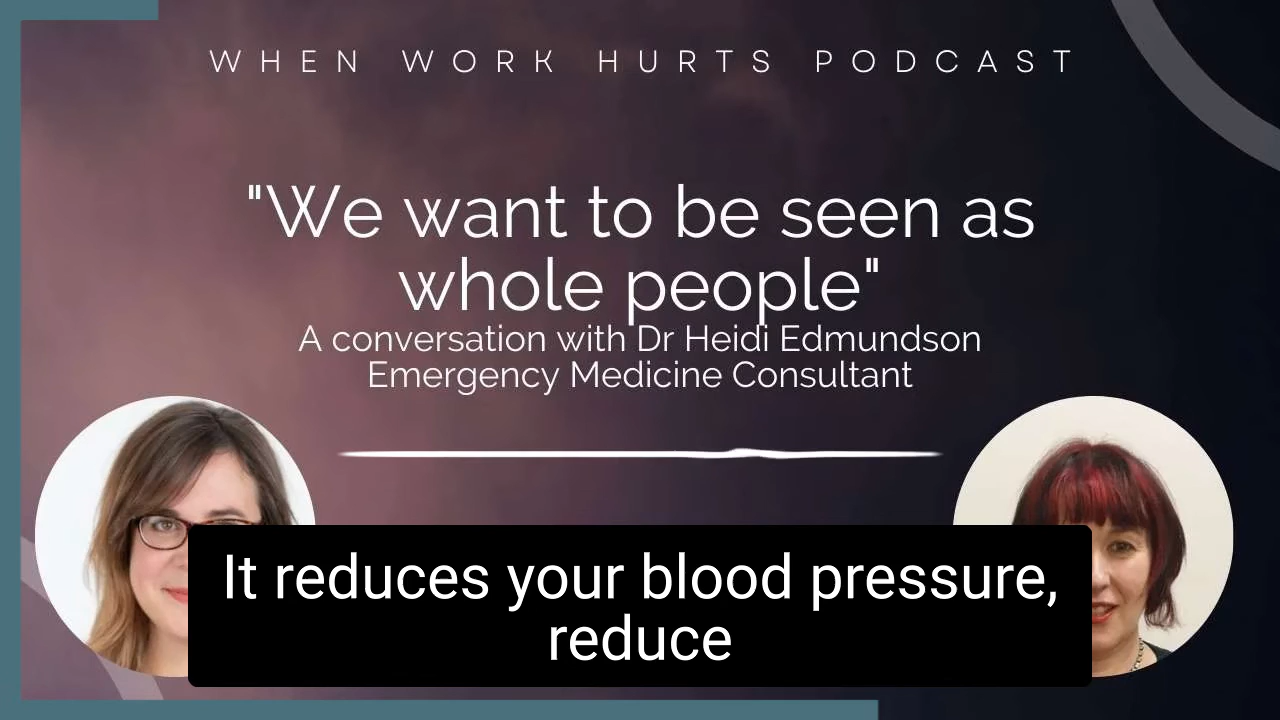 WHEN WORK HURTS PODCAST
"We want to be seen as
whole people"
A conversation with Dr Heidi Edmundson
Emergency Medicine Consultant
It reduces your blood pressure,
reduce